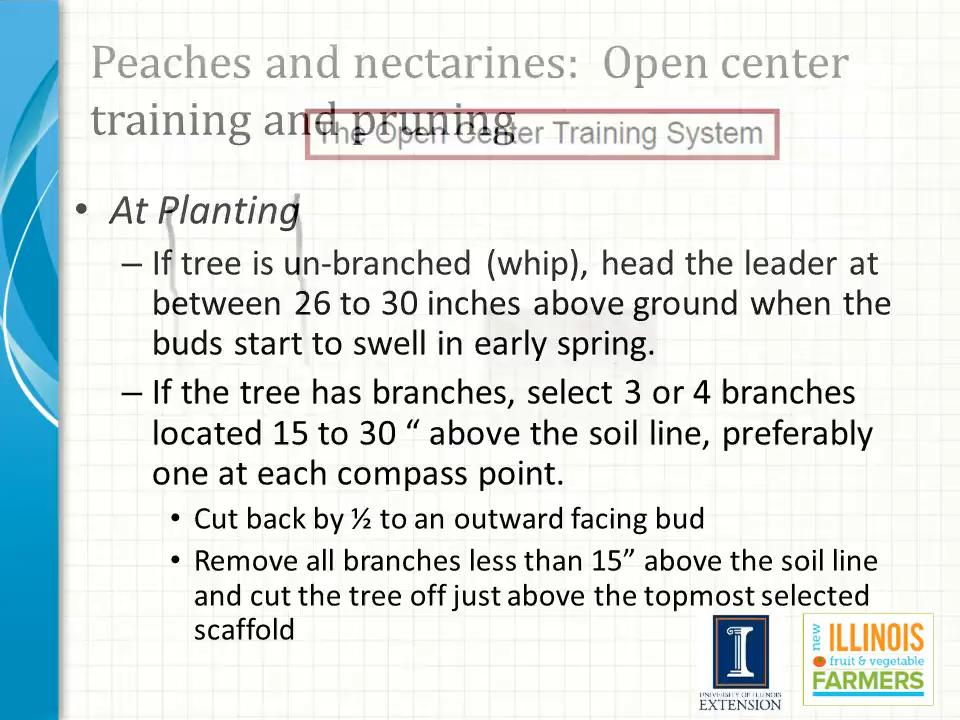 Peaches and nectarines: Open center
training and pruning
The Open Center Training System
• At Planting
– If tree is un-branched (whip), head the leader at
between 26 to 30 inches above ground when the
buds start to swell in early spring.
– If the tree has branches, select 3 or 4 branches
located 15 to 30 “ above the soil line, preferably
one at each compass point.
• Cut back by ½ to an outward facing bud
• Remove all branches less than 15” above the soil line
and cut the tree off just above the topmost selected
scaffold
I
UNIVERSITY OF ILLINOIS
EXTENSION
new
ILLINOIS
fruit & vegetable
FARMERS